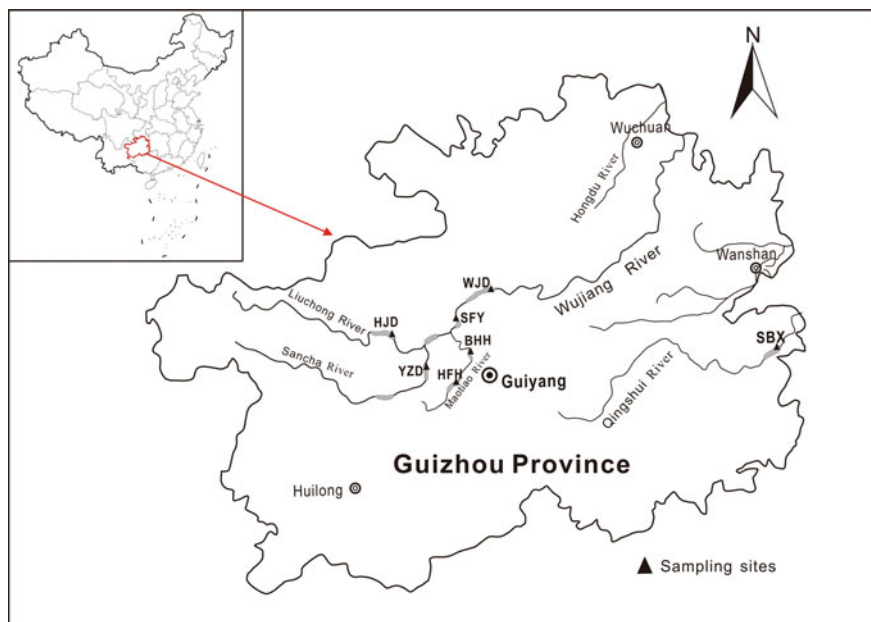 N
Wuchuan
Hongdu River
Wanshan
WJD
Wujiang River
Liuchong River
HJD
SFY
BHH
SBX
Sancha River
YZD
HFH
Maotiao River
Guiyang
Qingshui River
Guizhou Province
Huilong
Sampling sites